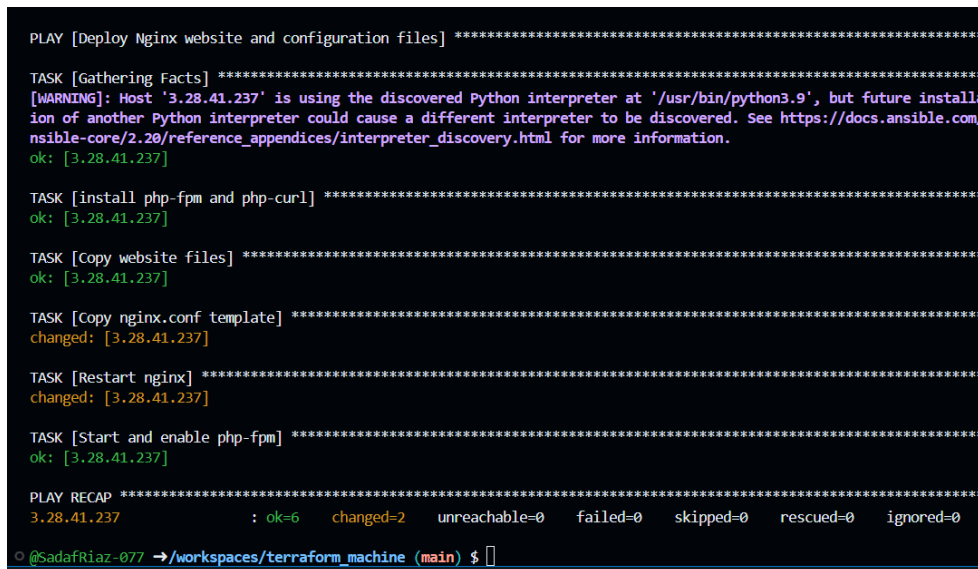 PLAY [Deploy Nginx website and configuration files] ****************************************************************
TASK [Gathering Facts] *********************************************************************************************
[WARNING]: Host '3.28.41.237' is using the discovered Python interpreter at '/usr/bin/python3.9', but future installa
ion of another Python interpreter could cause a different interpreter to be discovered. See https://docs.ansible.com/
nsible-core/2.20/reference_appendices/interpreter_discovery.html for more information.
ok: [3.28.41.237]
TASK [install php-fpm and php-curl] ********************************************************************************
ok: [3.28.41.237]
TASK [Copy website files] ******************************************************************************************
ok: [3.28.41.237]
TASK [Copy nginx.conf template] ************************************************************************************
changed: [3.28.41.237]
TASK [Restart nginx] ***********************************************************************************************
changed: [3.28.41.237]
TASK [Start and enable php-fpm] ************************************************************************************
ok: [3.28.41.237]
PLAY RECAP *********************************************************************************************************
3.28.41.237 : ok=6 changed=2 unreachable=0 failed=0 skipped=0 rescued=0 ignored=0
@SadafRiaz-077 ➜/workspaces/terraform_machine (main) $